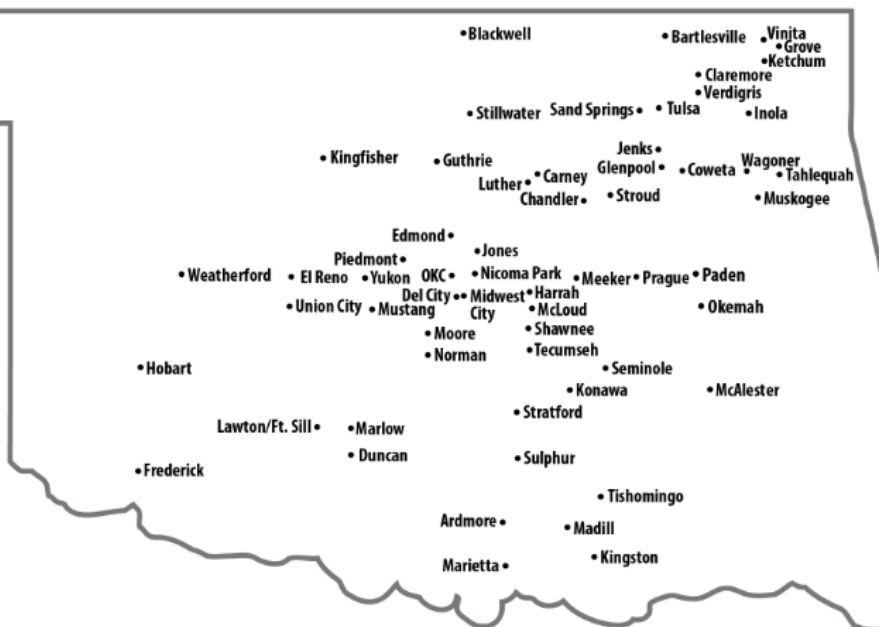 Blackwell
Bartlesville
Vinita
Grove
Ketchum
Claremore
Verdigris
Stillwater
Sand Springs
Tulsa
Inola
Jenks
Kingfisher
Guthrie
Glenpool
Coweta
Wagoner
Tahlequah
Luther
Carney
Chandler
Stroud
Muskogee
Edmond
Jones
Piedmont
Weatherford
El Reno
Yukon
OKC
Nicoma Park
Meeker
Prague
Paden
Del City
Midwest
City
Harrah
Union City
Mustang
McLoud
Okemah
Moore
Shawnee
Norman
Tecumseh
Hobart
Seminole
Konawa
McAlester
Stratford
Lawton/Ft. Sill
Marlow
Duncan
Sulphur
Frederick
Tishomingo
Ardmore
Madill
Marietta
Kingston